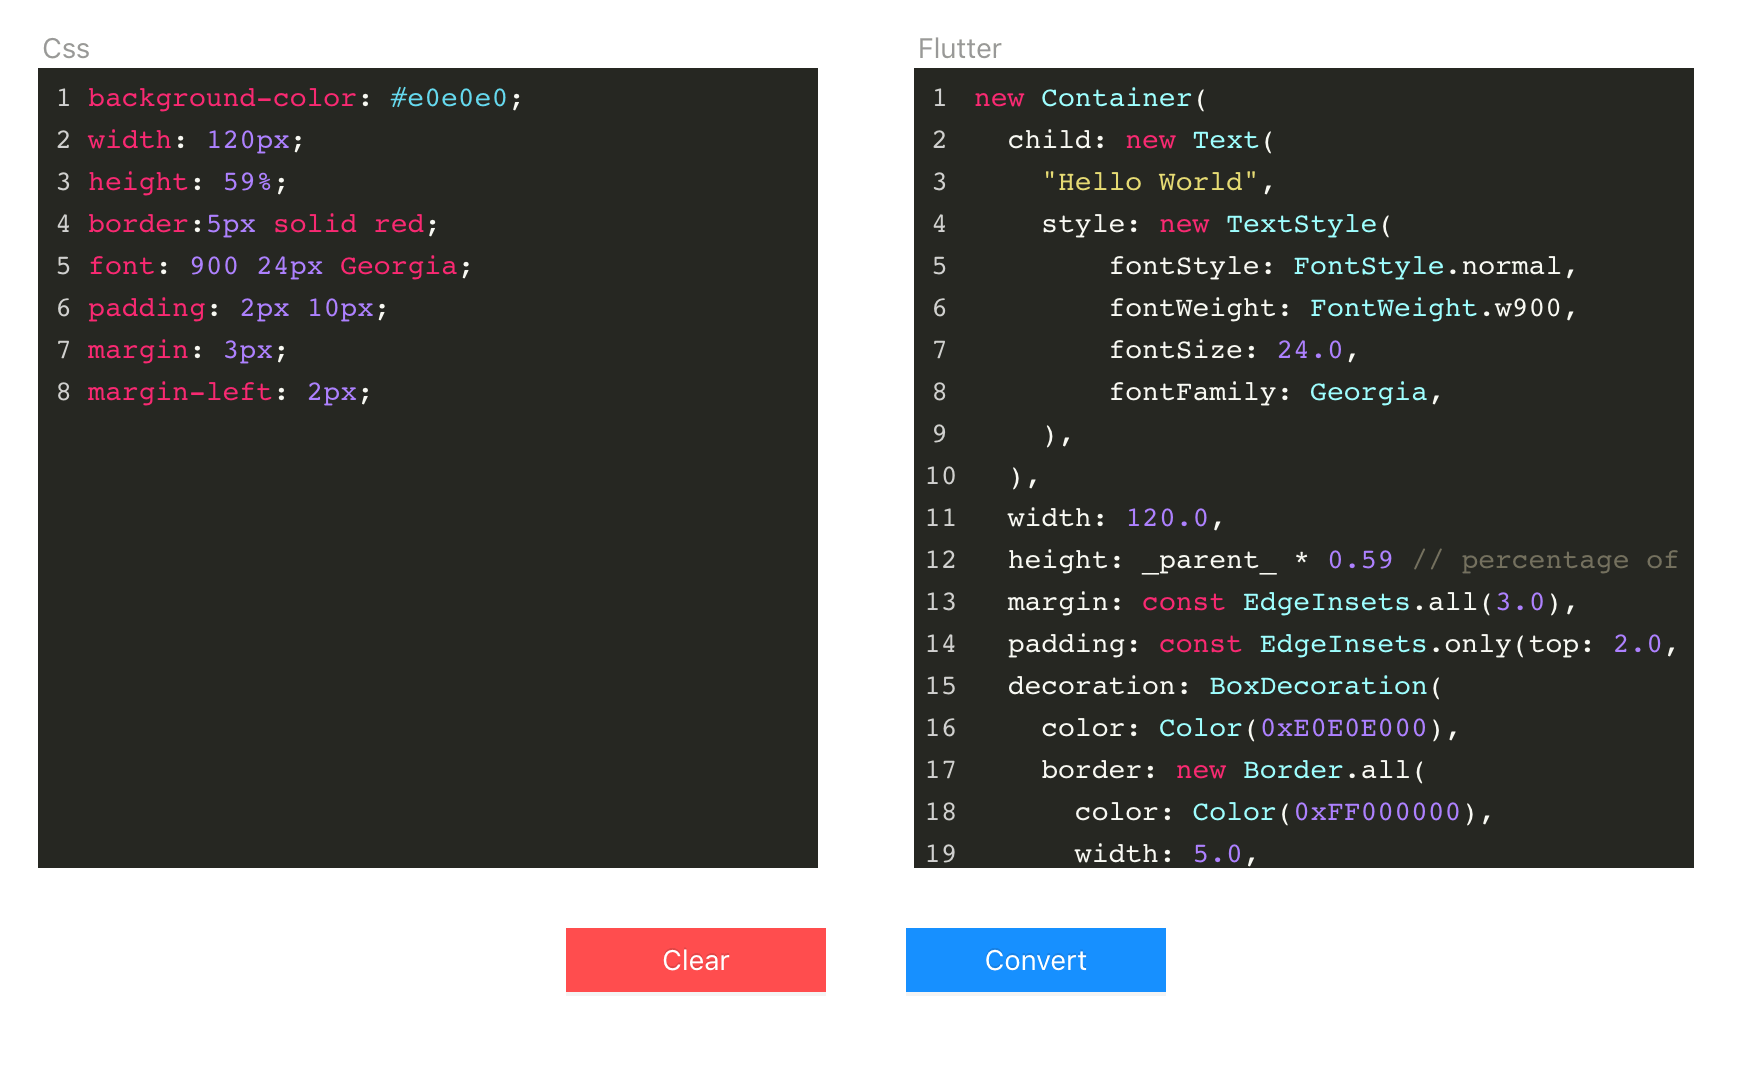 Css
1 background-color: #e0e0e0;
2 width: 120px;
3 height: 59%;
4 border:5px solid red;
5 font: 900 24px Georgia;
6 padding: 2px 10px;
7 margin: 3px;
8 margin-left: 2px;
Flutter
1 new Container(
2   child: new Text(
3     "Hello World",
4     style: new TextStyle(
5         fontStyle: FontStyle.normal,
6         fontWeight: FontWeight.w900,
7         fontSize: 24.0,
8         fontFamily: Georgia,
9     ),
10   ),
11   width: 120.0,
12   height: _parent_ * 0.59 // percentage of
13   margin: const EdgeInsets.all(3.0),
14   padding: const EdgeInsets.only(top: 2.0,
15   decoration: BoxDecoration(
16     color: Color(0xE0E0E000),
17     border: new Border.all(
18       color: Color(0xFF000000),
19       width: 5.0,
Clear
Convert